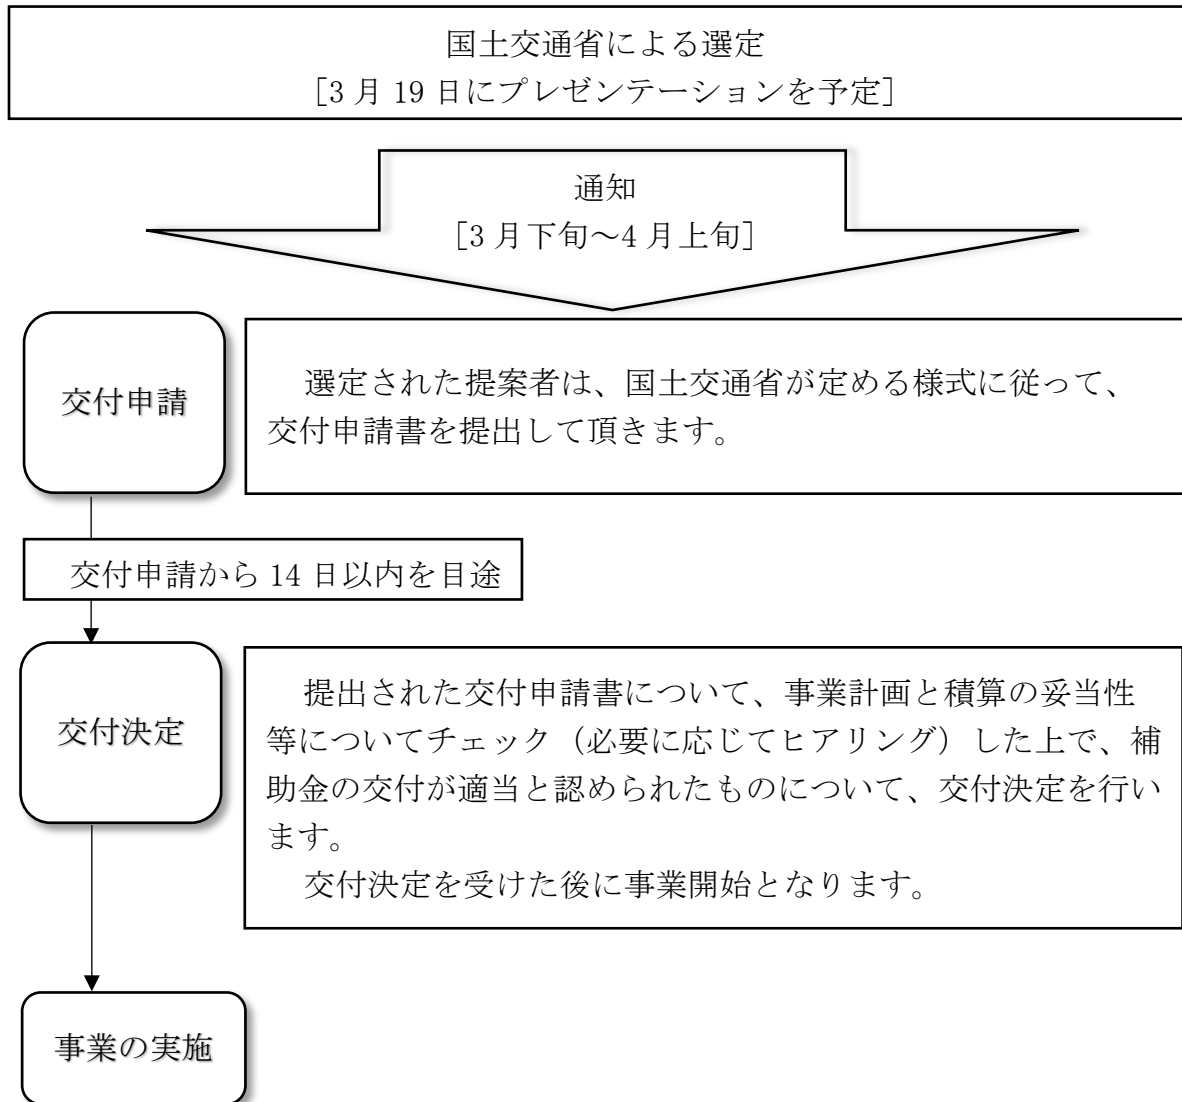 国土交通省による選定
［3月19日にプレゼンテーションを予定］
通知
［3月下旬～4月上旬］
交付申請
選定された提案者は、国土交通省が定める様式に従って、
交付申請書を提出して頂きます。
交付申請から14日以内を目途
交付決定
提出された交付申請書について、事業計画と積算の妥当性
等についてチェック（必要に応じてヒアリング）した上で、補
助金の交付が適当と認められたものについて、交付決定を行い
ます。
交付決定を受けた後に事業開始となります。
事業の実施